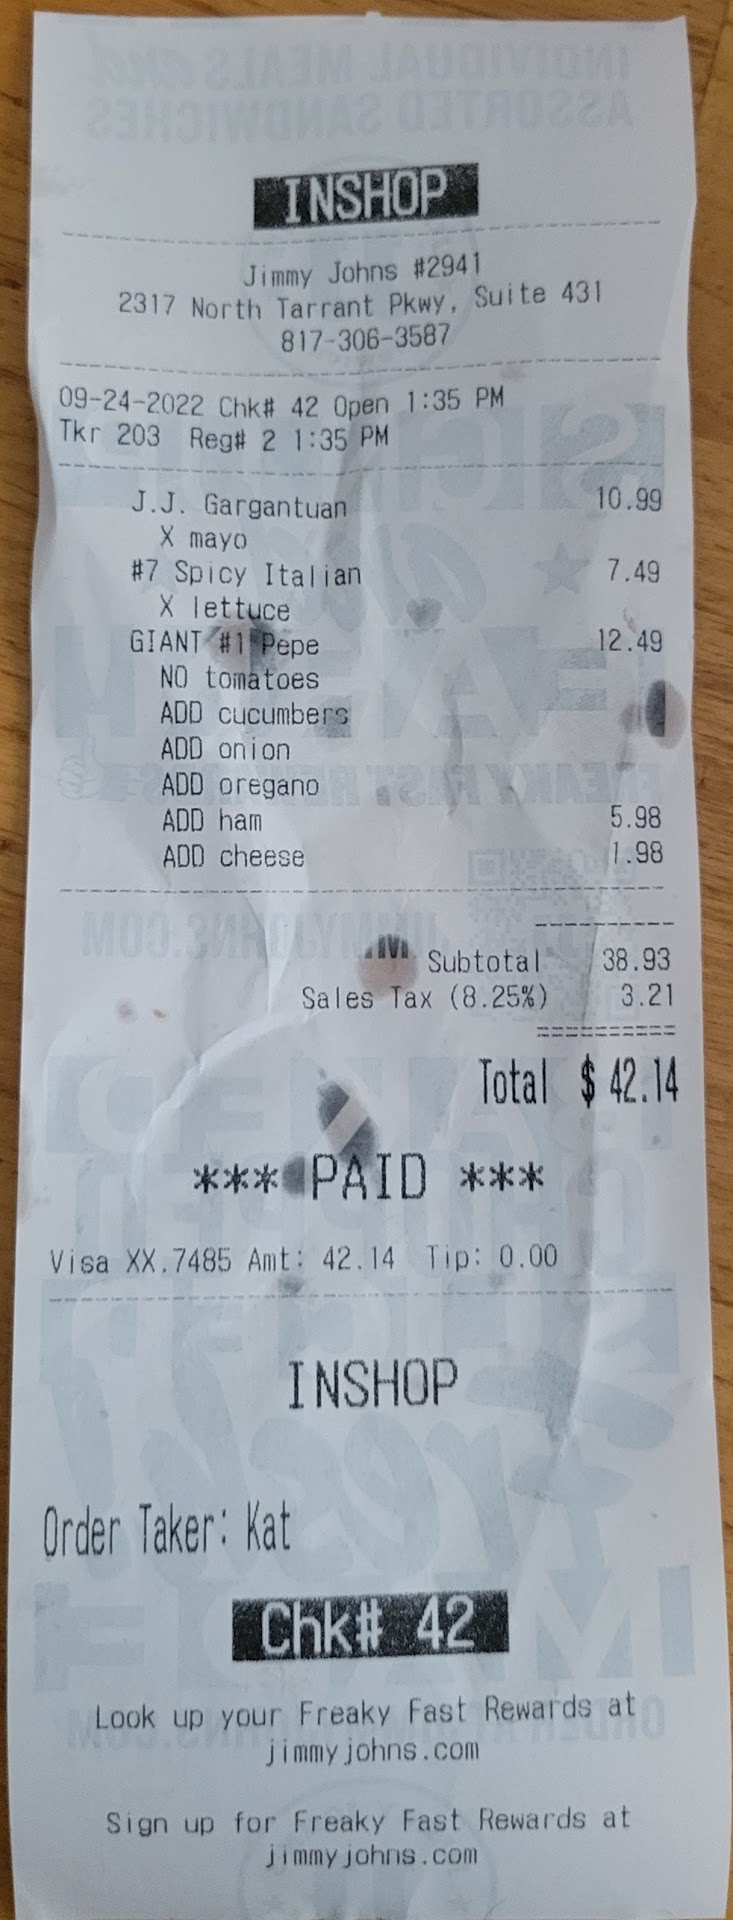 INSHOP
Jimmy Johns #2941
2317 North Tarrant Pkwy, Suite 431
817-306-3587
09-24-2022 Chk# 42 Open 1:35 PM
Tkr 203 Reg# 2 1:35 PM
J.J. Gargantuan 10.99
X mayo
#7 Spicy Italian 7.49
X lettuce
GIANT #1 Pepe 12.49
NO tomatoes
ADD cucumbers
ADD onion
ADD oregano
ADD ham 5.98
ADD cheese 1.98
Subtotal 38.93
Sales Tax (8.25%) 3.21
==========
Total $ 42.14
*** PAID ***
Visa XX.7485 Amt: 42.14 Tip: 0.00
INSHOP
Order Taker: Kat
Chk# 42
Look up your Freaky Fast Rewards at
jimmyjohns.com
Sign up for Freaky Fast Rewards at
jimmyjohns.com